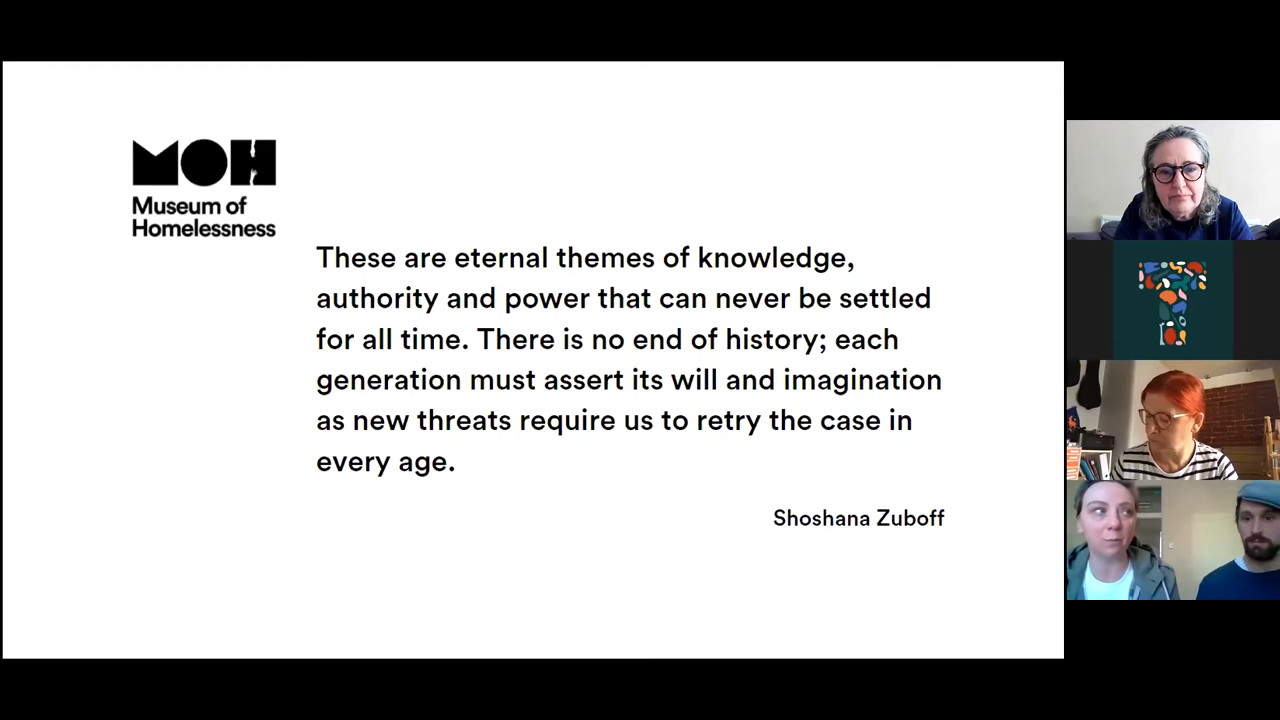 MOH
Museum of
Homelessness
These are eternal themes of knowledge,
authority and power that can never be settled
for all time. There is no end of history; each
generation must assert its will and imagination
as new threats require us to retry the case in
every age.
Shoshana Zuboff